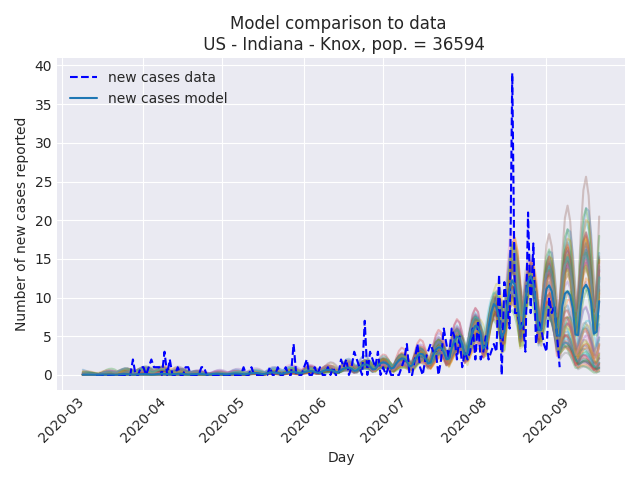 Model comparison to data
US - Indiana - Knox, pop. = 36594
new cases data
new cases model
Number of new cases reported
40
35
30
25
20
15
10
5
0
2020-03
2020-04
2020-05
2020-06
2020-07
2020-08
2020-09
Day